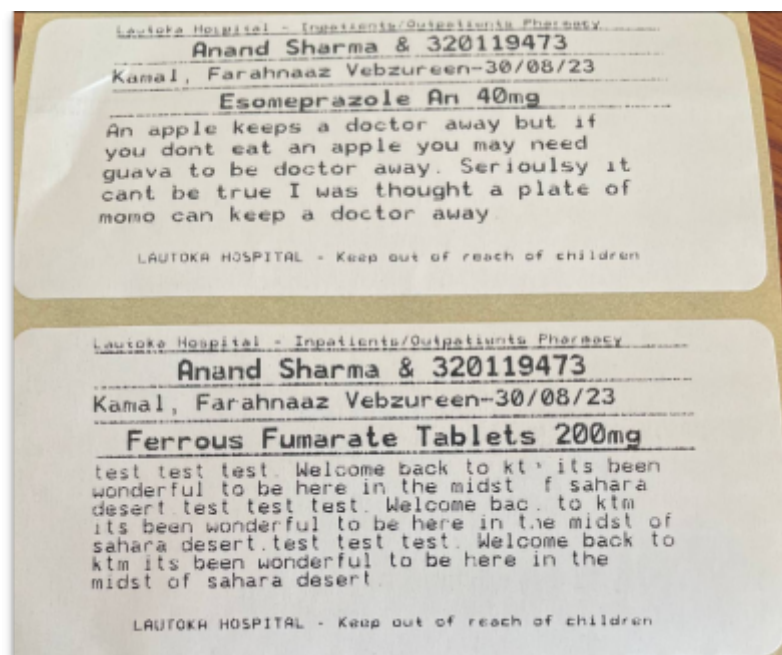 Lautoka Hospital - Inpatients/Outpatients Pharmacy
Anand Sharma & 320119473
Kamal, Farahnaaz Vebzureen-30/08/23
Esomeprazole An 40mg
An apple keeps a doctor away but if
you dont eat an apple you may need
guava to be doctor away. Serioulsy it
cant be true I was thought a plate of
momo can keep a doctor away
LAUTOKA HOSPITAL - Keep out of reach of children
Lautoka Hospital - Inpatients/Outpatients Pharmacy
Anand Sharma & 320119473
Kamal, Farahnaaz Vebzureen-30/08/23
Ferrous Fumarate Tablets 200mg
test test test. Welcome back to its been
wonderful to be here in the midst sahara
desert.test test test. Welcome to ktm
its been wonderful to be here in the midst of
sahara desert.test test test. Welcome back to
ktm its been wonderful to be here in the
midst of sahara desert
LAUTOKA HOSPITAL - Keep out of reach of children